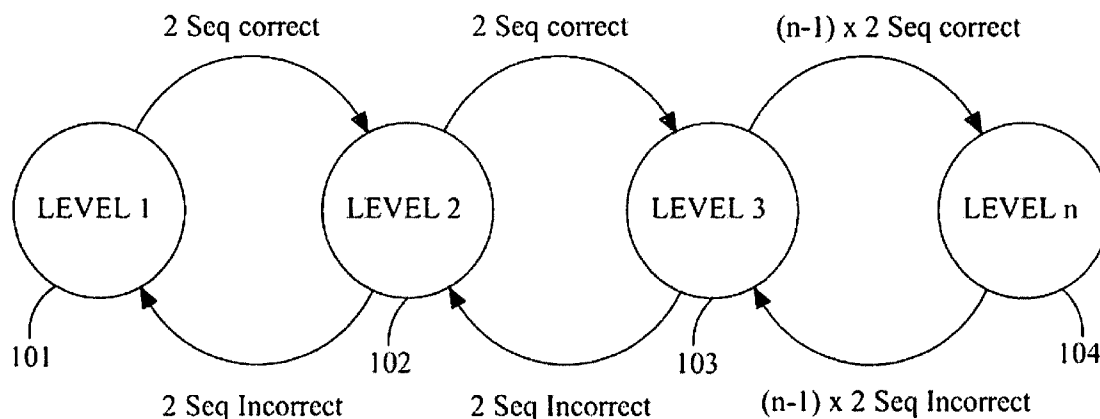 2 Seq correct
2 Seq correct
(n-1) x 2 Seq correct
LEVEL 1
LEVEL 2
LEVEL 3
LEVEL n
101
102
103
104
2 Seq Incorrect
2 Seq Incorrect
(n-1) x 2 Seq Incorrect